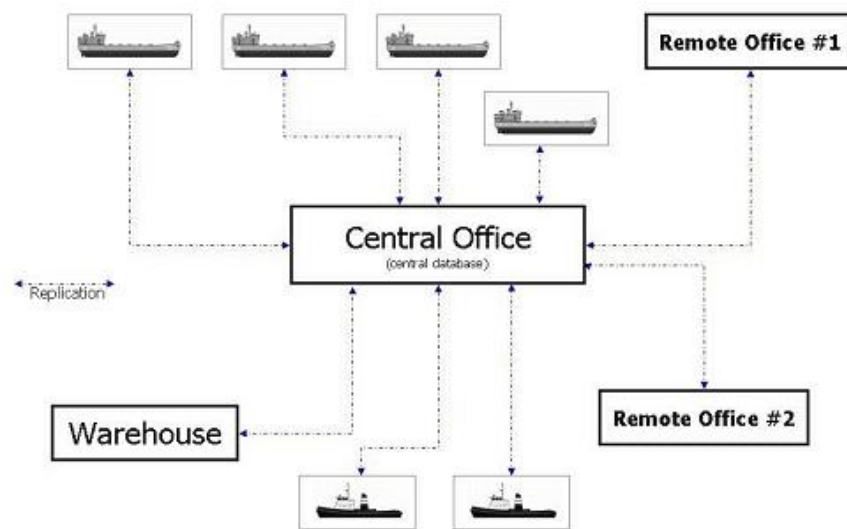 Remote Office #1
Central Office
(central database)
Replication
Remote Office #2
Warehouse